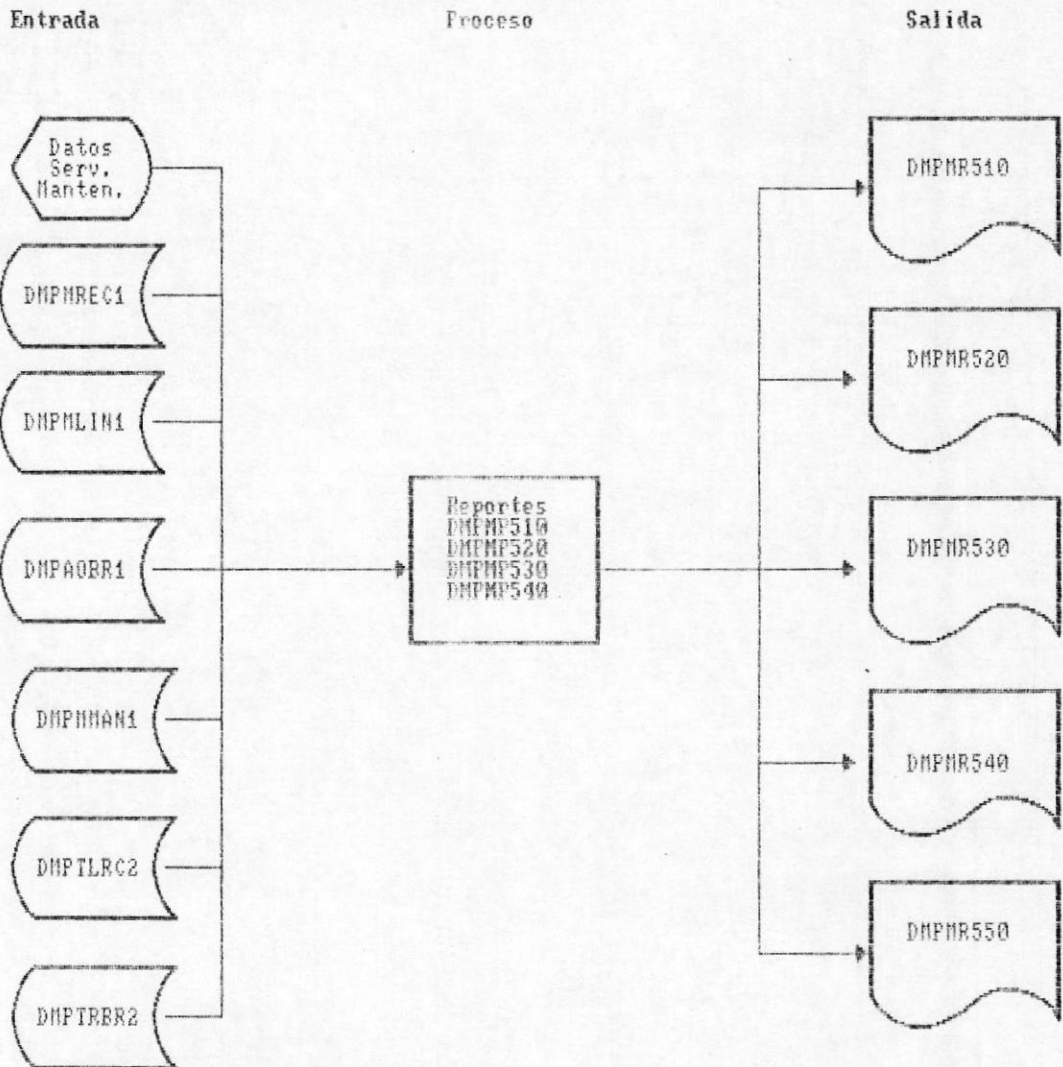 Entrada
Proceso
Salida
Datos
Serv.
Manten.
DMPMREC1
DMPMLIN1
DMPAOBR1
DMPMMAN1
DMPTLRC2
DMPTRBR2
Reportes
DMPMP510
DMPMP520
DMPMP530
DMPMP540
DMPMR510
DMPMR520
DMPMR530
DMPMR540
DMPMR550